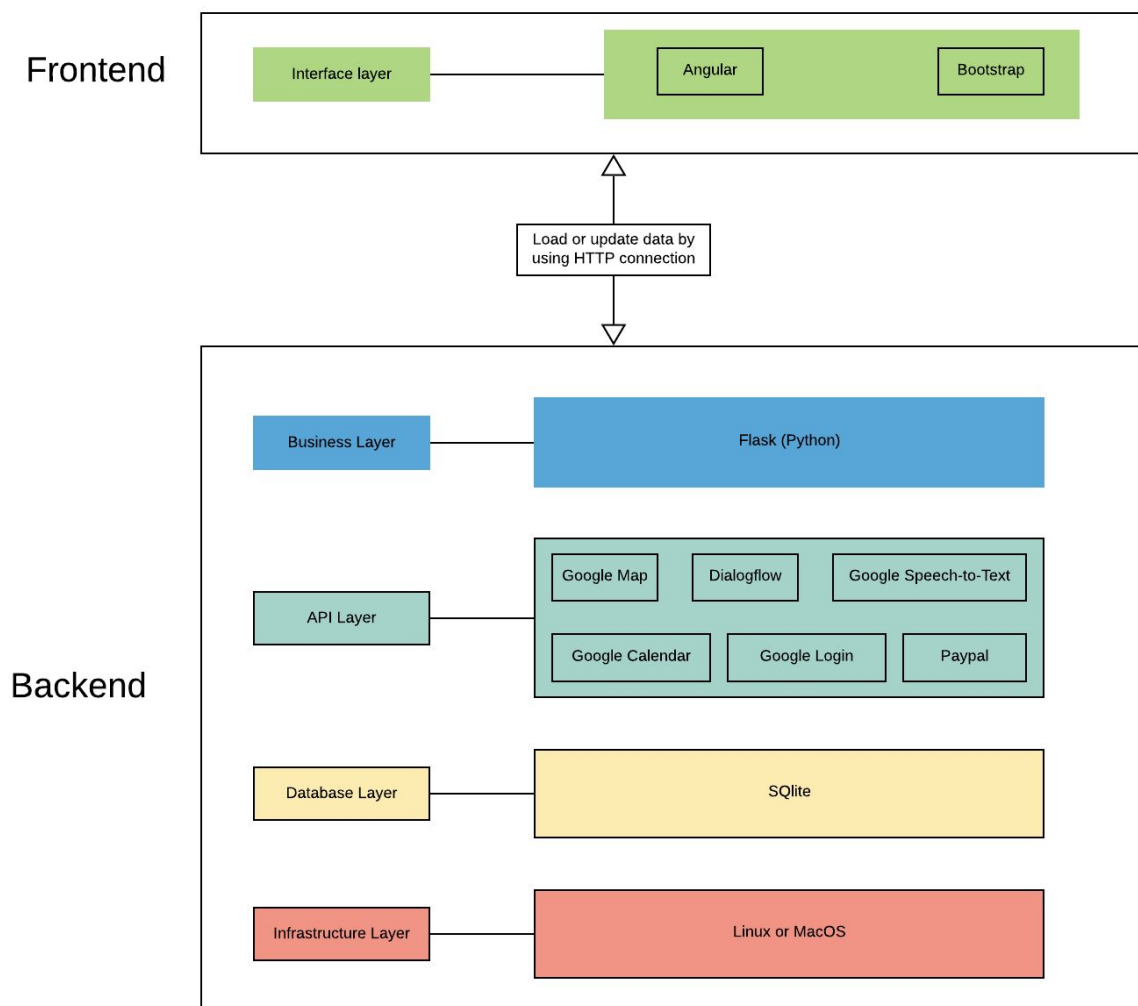 Frontend
Interface layer
Angular
Bootstrap
Load or update data by
using HTTP connection
Backend
Business Layer
Flask (Python)
API Layer
Google Map
Dialogflow
Google Speech-to-Text
Google Calendar
Google Login
Paypal
Database Layer
SQlite
Infrastructure Layer
Linux or MacOS